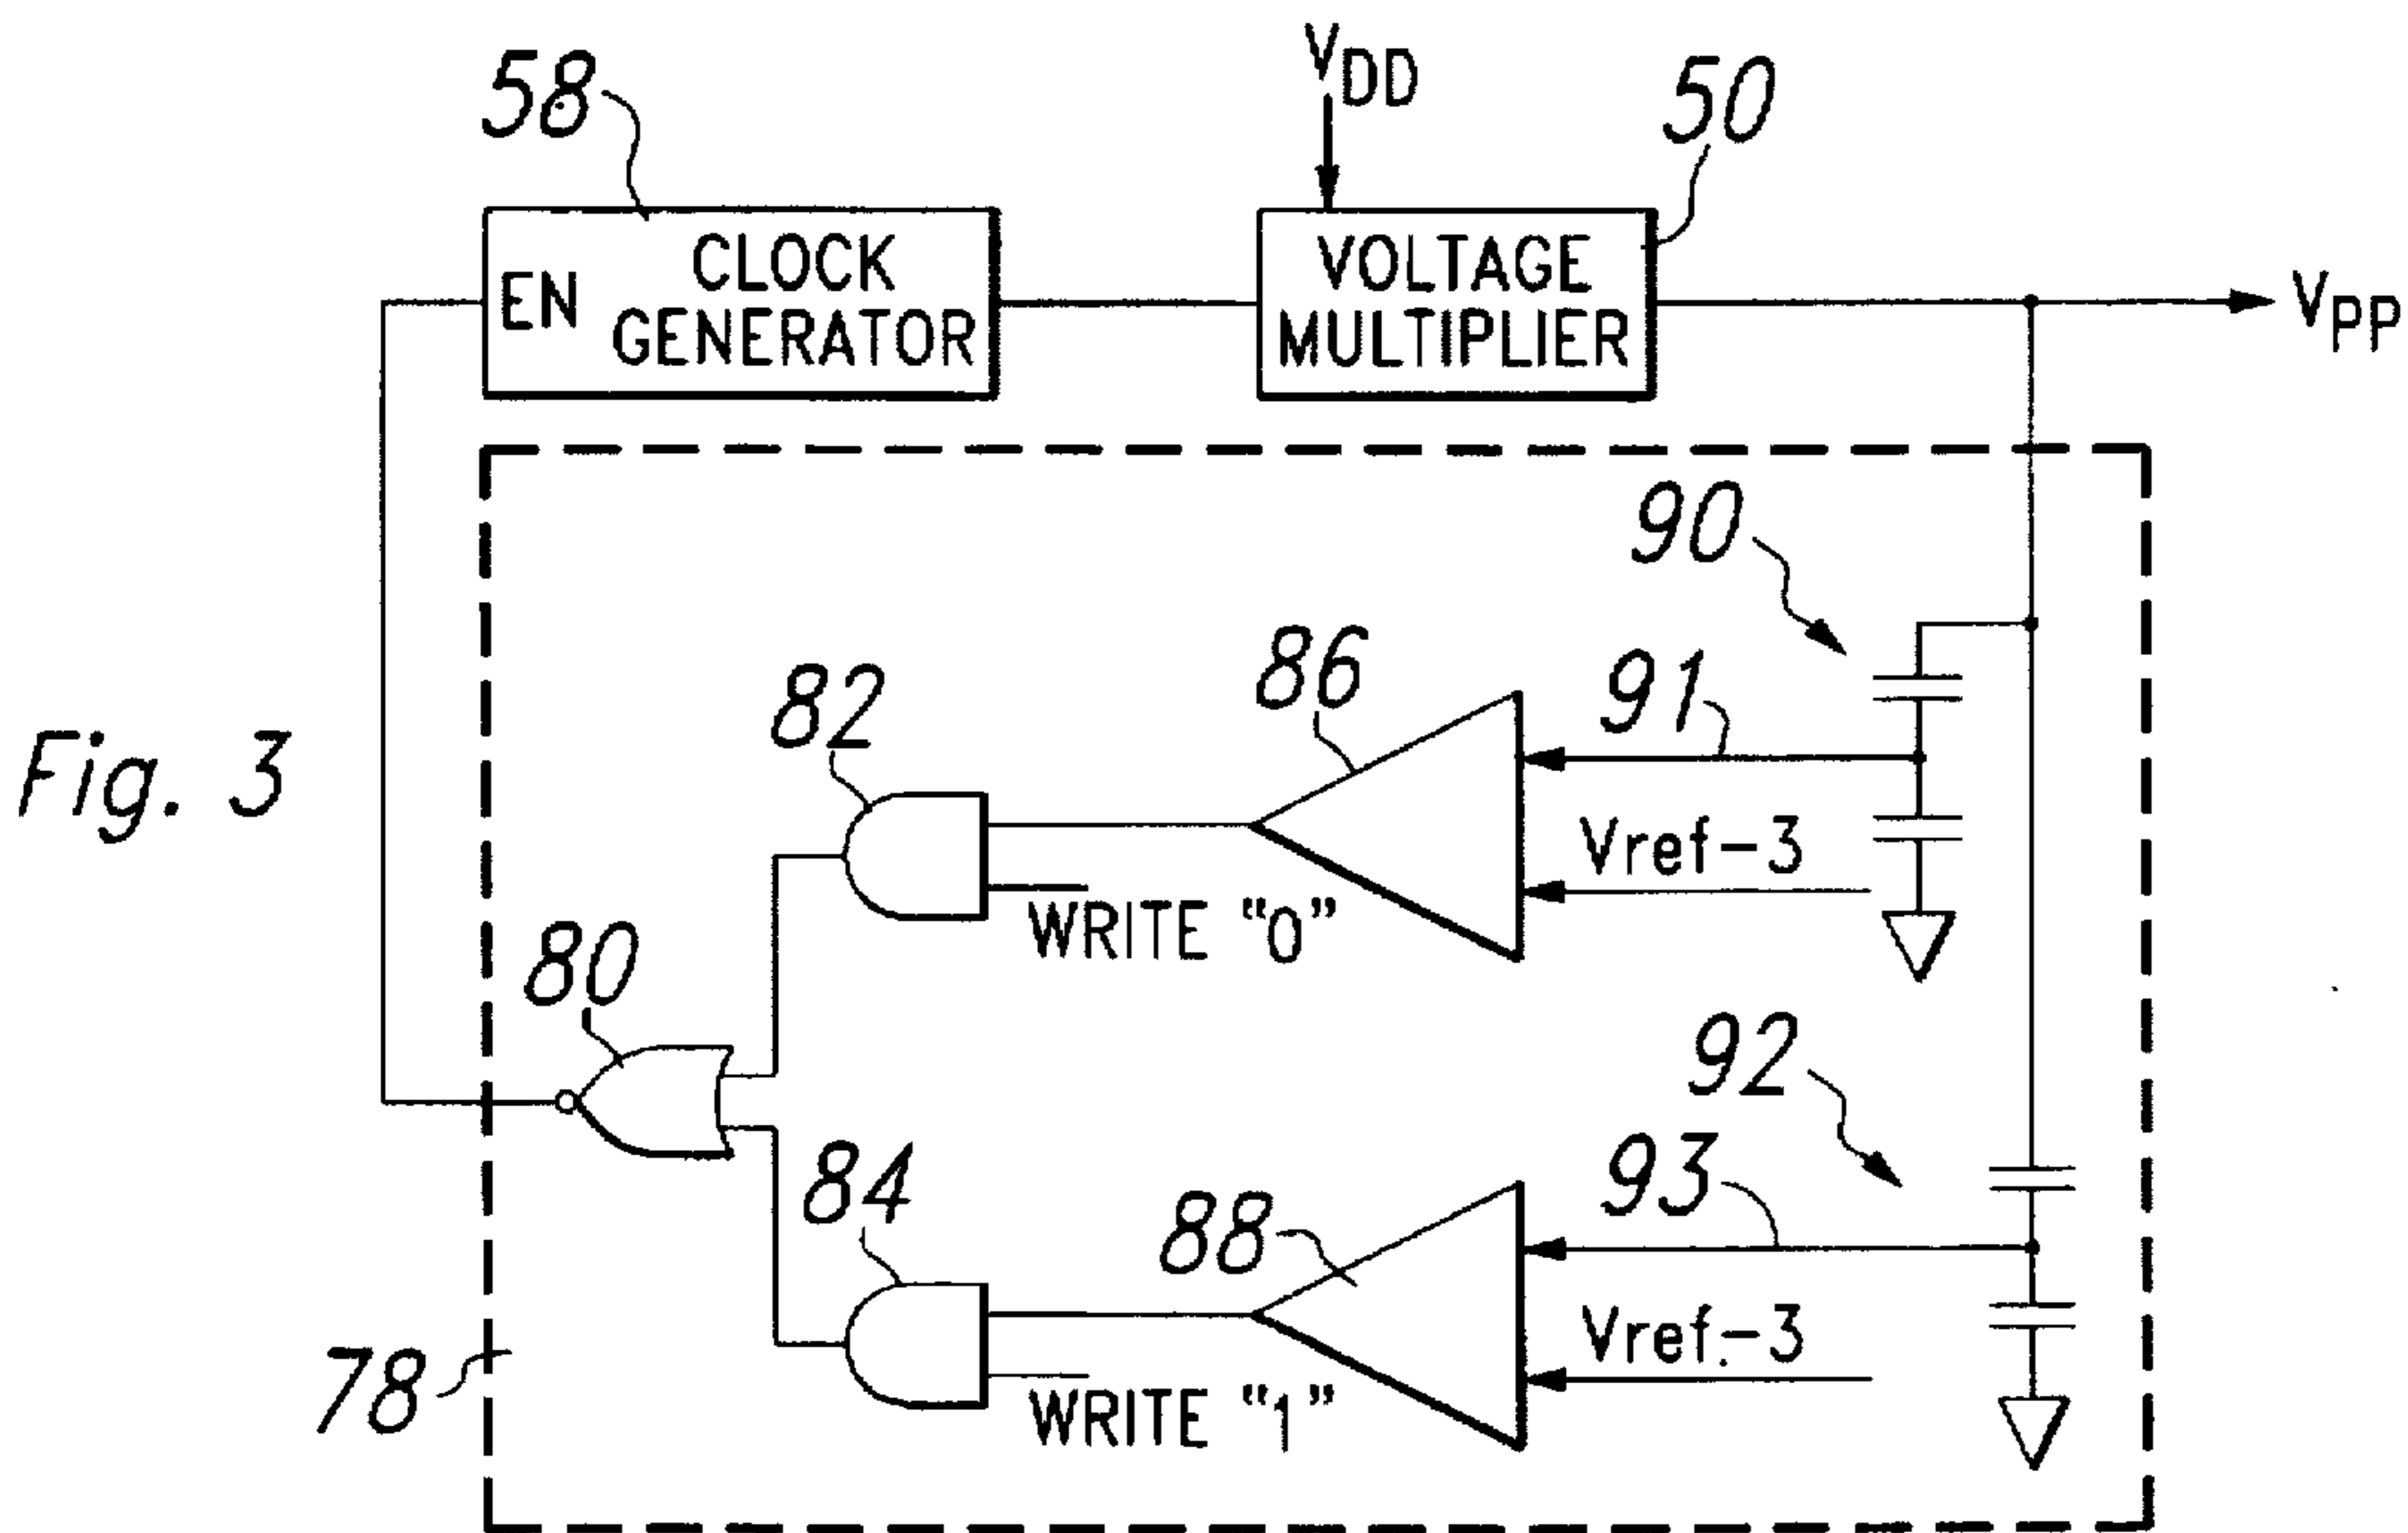 58
VDD
50
EN
CLOCK
GENERATOR
VOLTAGE
MULTIPLIER
VPP
90
86
91
82
Vref-3
WRITE “0”
Fig. 3
80
92
84
88
93
Vref.-3
WRITE “1”
78